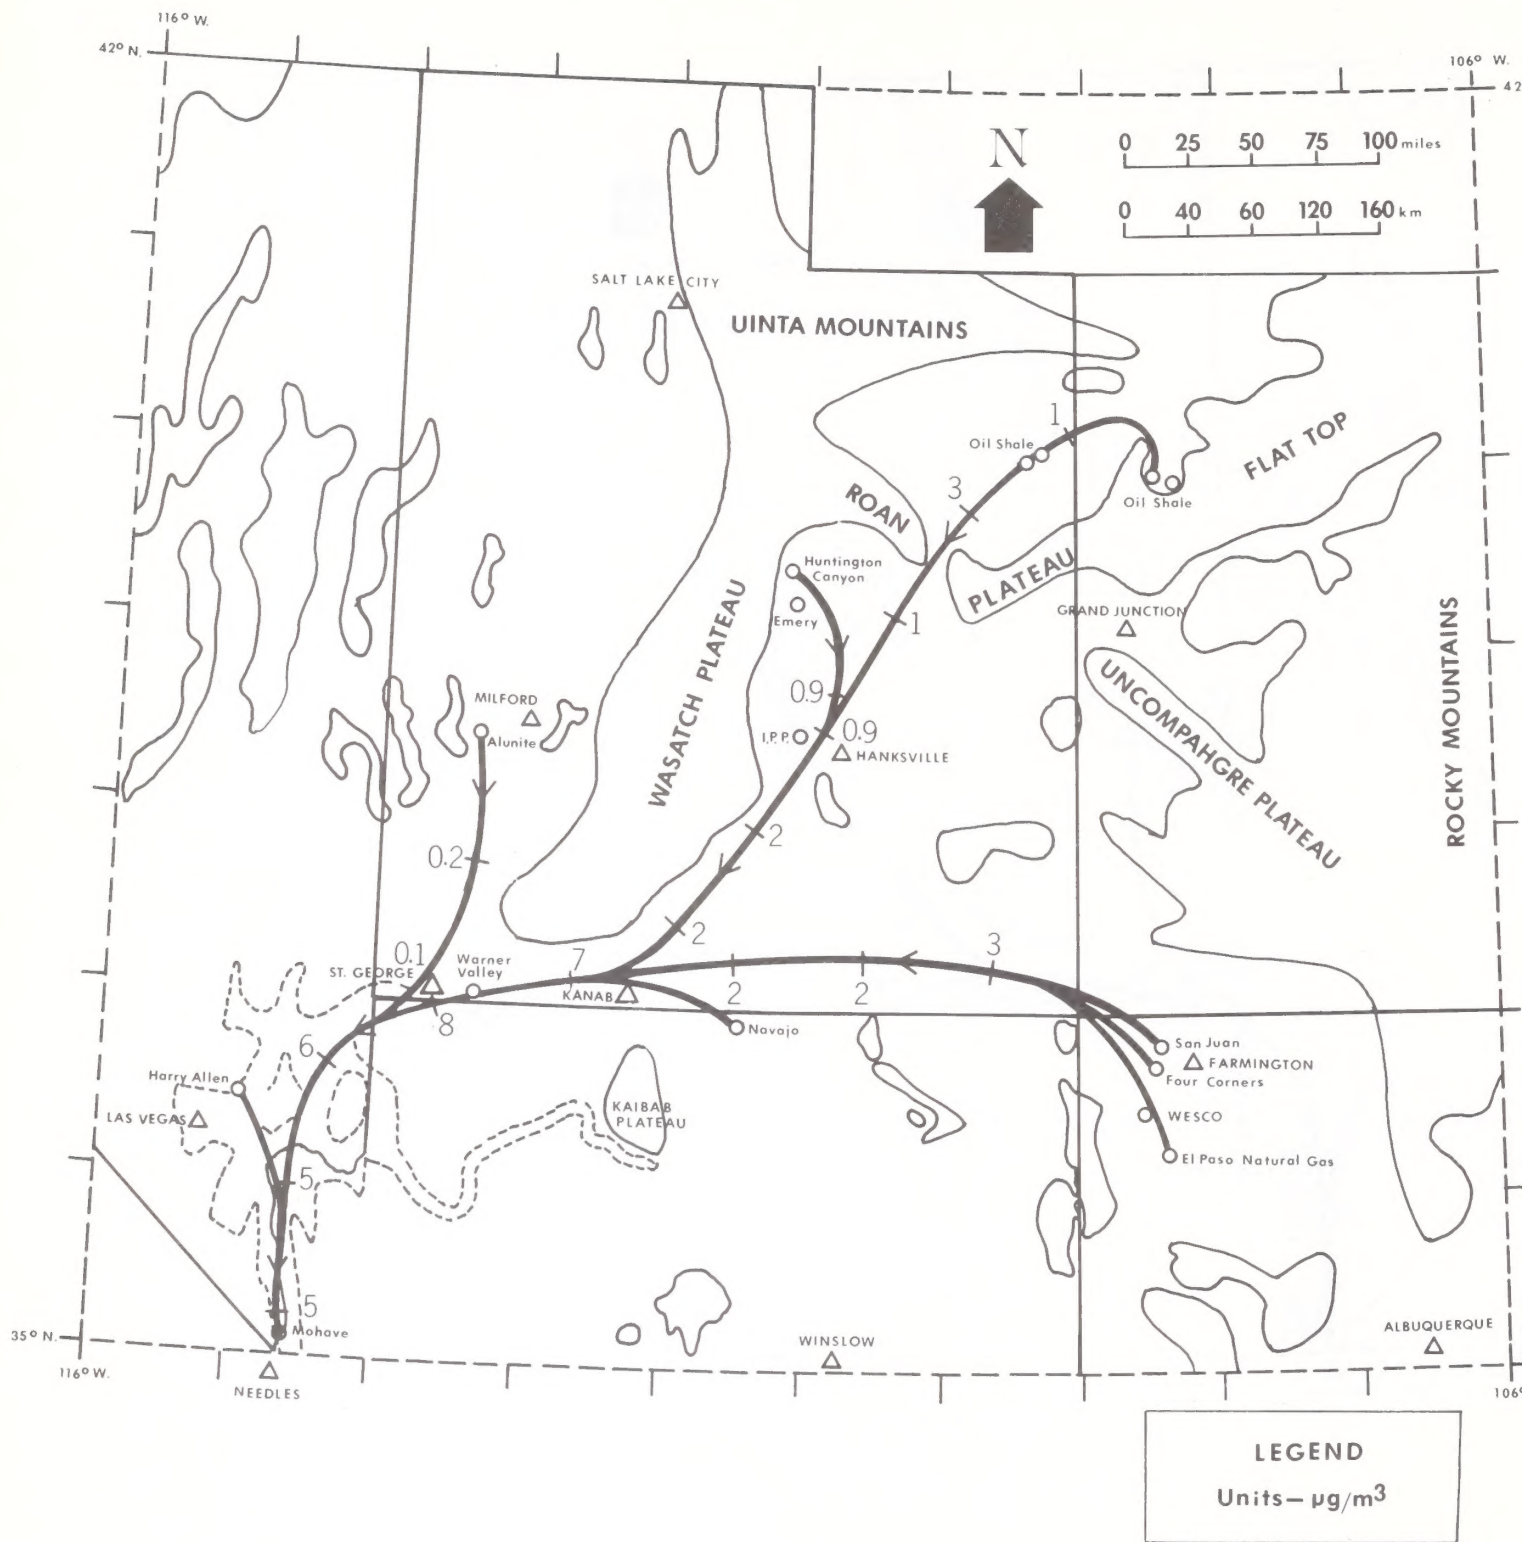 116° W.
42° N.
106° W.
42
N
0 25 50 75 100 miles
0 40 60 120 160 km
SALT LAKE CITY
UINTA MOUNTAINS
1
Oil Shale
FLAT TOP
3
ROAN
Oil Shale
Huntington
Canyon
PLATEAU
Emery
1
GRAND JUNCTION
WASATCH PLATEAU
ROCKY MOUNTAINS
UNCOMPAHGRE PLATEAU
0.9
MILFORD
Alunite
I.P.P.
0.9
HANKSVILLE
2
0.2
2
0.1
Warner
Valley
7
3
ST. GEORGE
KANAB
2
2
8
Navajo
6
San Juan
FARMINGTON
Four Corners
Harry Allen
LAS VEGAS
KAIBAB
PLATEAU
WESCO
El Paso Natural Gas
5
5
Mohave
35° N.
116° W.
NEEDLES
WINSLOW
ALBUQUERQUE
106°
LEGEND
Units—µg/m³